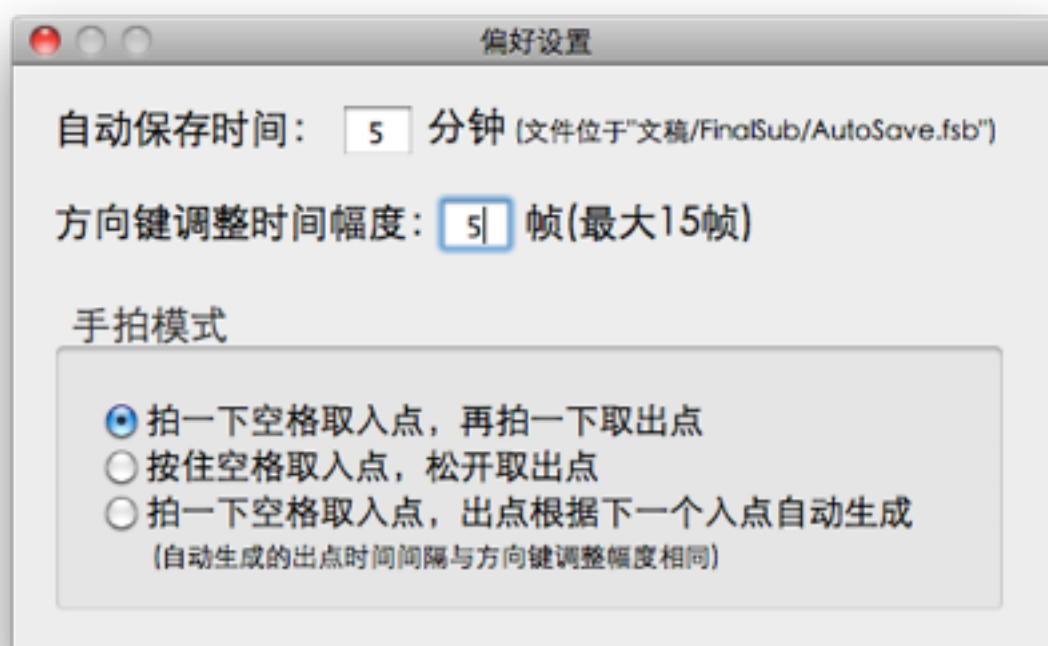 偏好设置
自动保存时间： 5 分钟 (文件位于"文稿/FinalSub/AutoSave.fsb")
方向键调整时间幅度： 5 帧(最大15帧)
手拍模式
拍一下空格取入点，再拍一下取出点
按住空格取入点，松开取出点
拍一下空格取入点，出点根据下一个入点自动生成
(自动生成的出点时间间隔与方向键调整幅度相同)